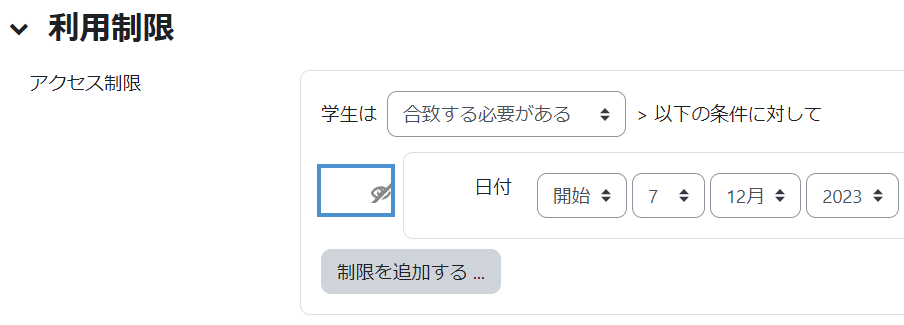 利用制限
アクセス制限
学生は 合致する必要がある > 以下の条件に対して
日付 開始 7 12月 2023
制限を追加する ...